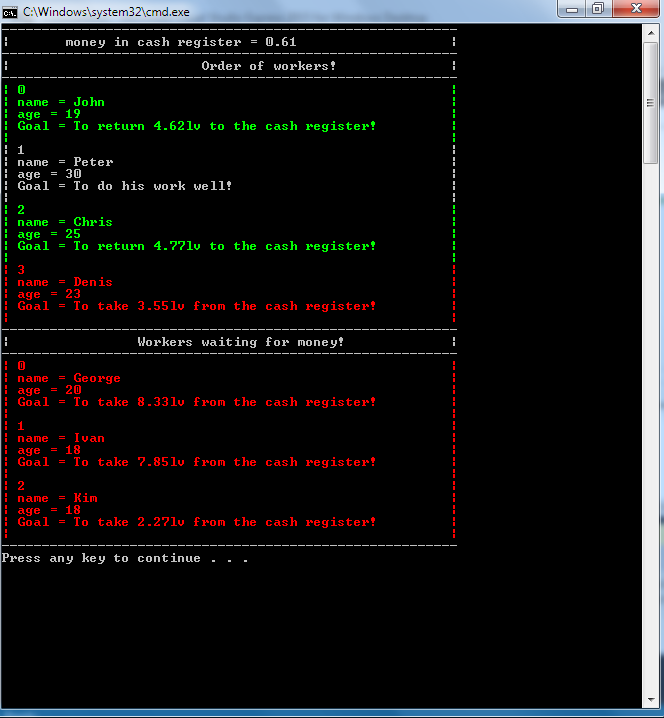 C:\Windows\system32\cmd.exe
money in cash register = 0.61
Order of workers!
0
name = John
age = 19
Goal = To return 4.62lv to the cash register!
1
name = Peter
age = 30
Goal = To do his work well!
2
name = Chris
age = 25
Goal = To return 4.77lv to the cash register!
3
name = Denis
age = 23
Goal = To take 3.55lv from the cash register!
Workers waiting for money!
0
name = George
age = 20
Goal = To take 8.33lv from the cash register!
1
name = Ivan
age = 18
Goal = To take 7.85lv from the cash register!
2
name = Kim
age = 18
Goal = To take 2.27lv from the cash register!
Press any key to continue . . .